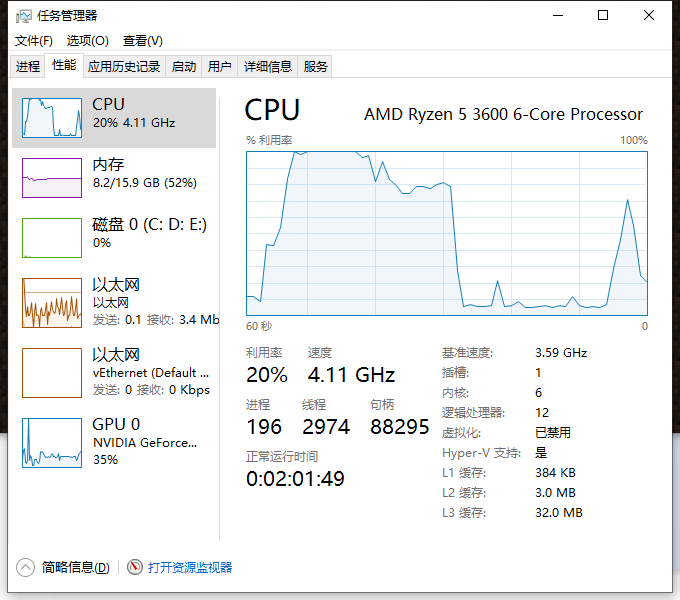 任务管理器
文件(F) 选项(O) 查看(V)
进程 性能 应用历史记录 启动 用户 详细信息 服务
CPU
20% 4.11 GHz
内存
8.2/15.9 GB (52%)
磁盘 0 (C: D: E:)
0%
以太网
以太网
发送: 0.1 接收: 3.4 Mb
以太网
vEthernet (Default ...
发送: 0 接收: 0 Kbps
GPU 0
NVIDIA GeForce...
35%
CPU AMD Ryzen 5 3600 6-Core Processor
% 利用率 100%
60 秒 0
利用率 速度
20% 4.11 GHz
进程 线程 句柄
196 2974 88295
正常运行时间
0:02:01:49
基准速度: 3.59 GHz
插槽: 1
内核: 6
逻辑处理器: 12
虚拟化: 已禁用
Hyper-V 支持: 是
L1 缓存: 384 KB
L2 缓存: 3.0 MB
L3 缓存: 32.0 MB
简略信息(D) 打开资源监视器